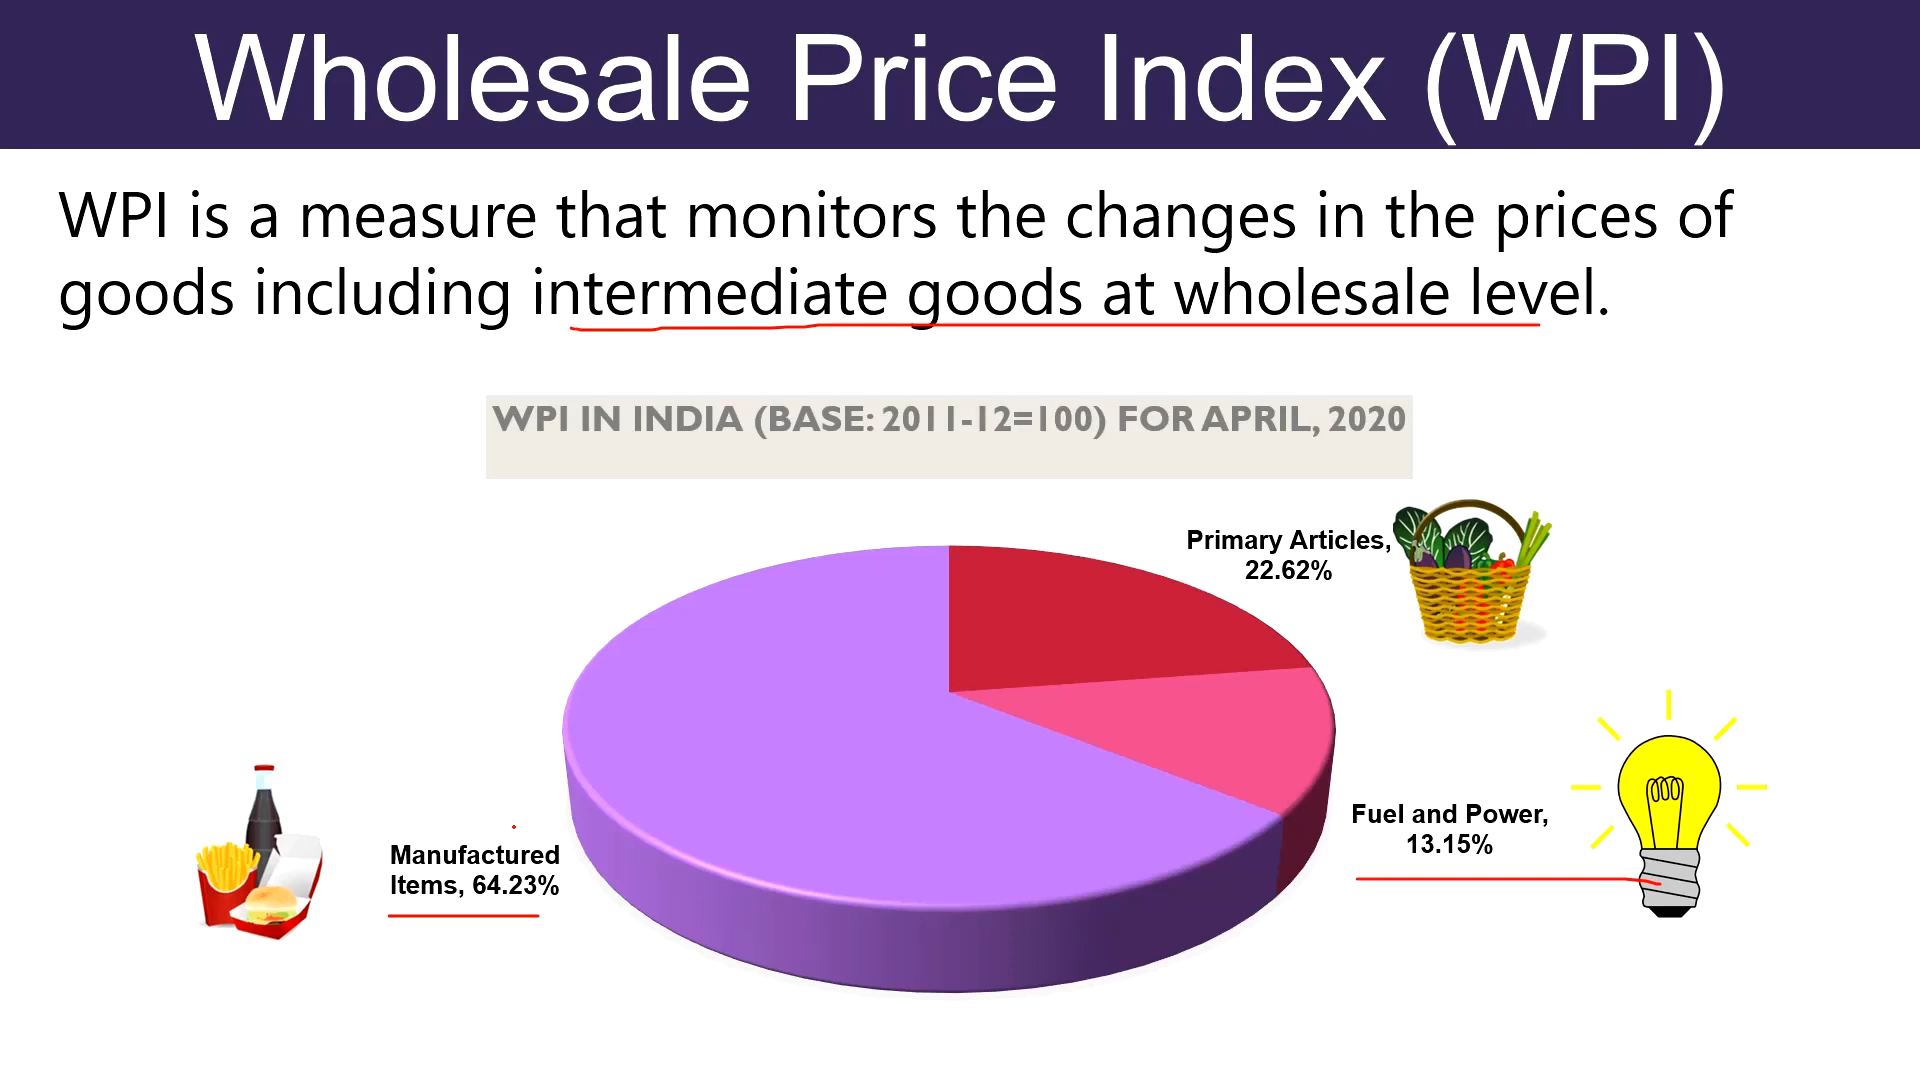 Wholesale Price Index (WPI)
WPI is a measure that monitors the changes in the prices of
goods including intermediate goods at wholesale level.
WPI IN INDIA (BASE: 2011-12=100) FOR APRIL, 2020
Primary Articles,
22.62%
Fuel and Power,
13.15%
Manufactured
Items, 64.23%